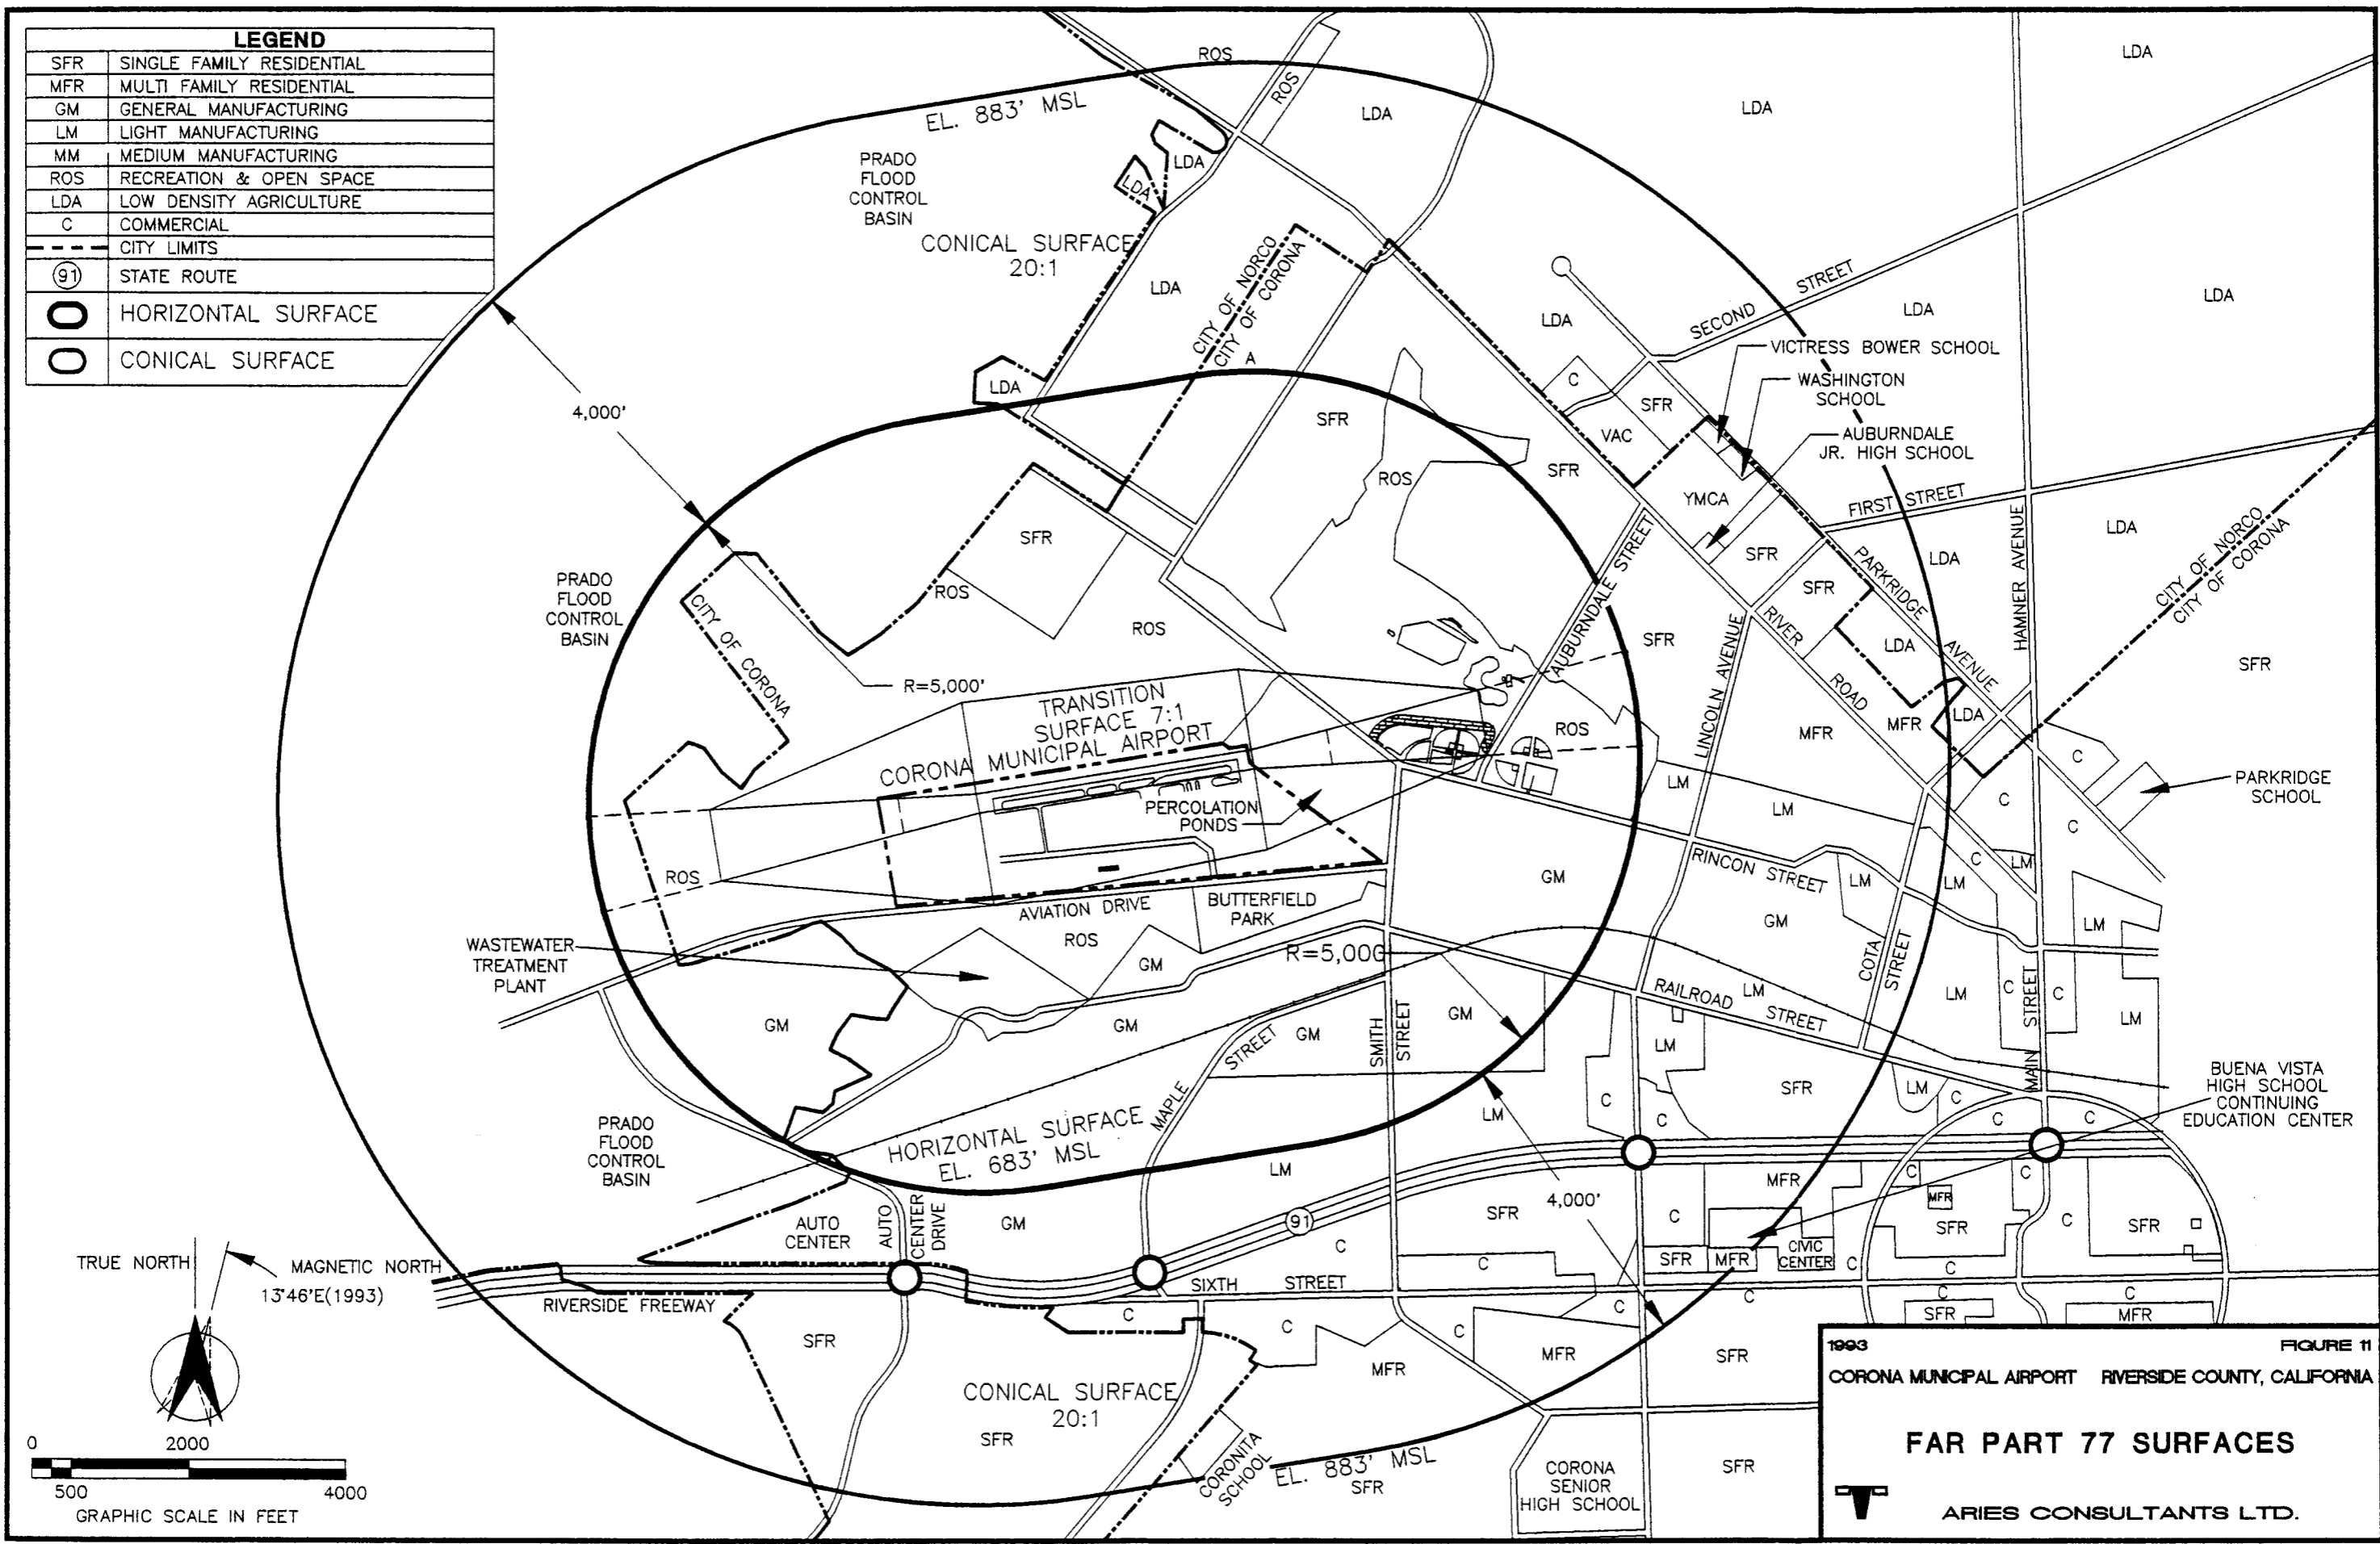 LEGEND
SFR SINGLE FAMILY RESIDENTIAL
MFR MULTI FAMILY RESIDENTIAL
GM GENERAL MANUFACTURING
LM LIGHT MANUFACTURING
MM MEDIUM MANUFACTURING
ROS RECREATION & OPEN SPACE
LDA LOW DENSITY AGRICULTURE
C COMMERCIAL
CITY LIMITS
91 STATE ROUTE
HORIZONTAL SURFACE
CONICAL SURFACE
ROS
ROS
LDA
LDA
LDA
EL. 883' MSL
PRADO
FLOOD
CONTROL
BASIN
LDA
LDA
CONICAL SURFACE
20:1
LDA
CITY OF NORCO
CITY OF CORONA
A
LDA
SECOND STREET
LDA
LDA
VICTRESS BOWER SCHOOL
WASHINGTON
SCHOOL
AUBURNDALE
JR. HIGH SCHOOL
C
SFR
VAC
LDA
4,000'
SFR
ROS
SFR
YMCA
FIRST STREET
LDA
CITY OF NORCO
CITY OF CORONA
HAMNER AVENUE
SFR
PRADO
FLOOD
CONTROL
BASIN
ROS
ROS
CITY OF CORONA
R=5,000'
AUBURNDALE STREET
SFR
SFR
SFR
PARKRIDGE AVENUE
LDA
LDA
LDA
RIVER ROAD
LINCOLN AVENUE
MFR
MFR
SFR
TRANSITION
SURFACE 7:1
CORONA MUNICIPAL AIRPORT
PERCOLATION
PONDS
ROS
LM
LM
C
C
C
PARKRIDGE
SCHOOL
ROS
AVIATION DRIVE
BUTTERFIELD
PARK
ROS
GM
RINCON STREET
LM
LM
C
LM
GM
LM
COTA STREET
WASTEWATER
TREATMENT
PLANT
GM
R=5,000
RAILROAD STREET
LM
LM
C
C
LM
MAIN STREET
GM
GM
GM
GM
SMITH STREET
MAPLE STREET
LM
SFR
LM
C
C
C
C
C
LM
BUENA VISTA
HIGH SCHOOL
CONTINUING
EDUCATION CENTER
PRADO
FLOOD
CONTROL
BASIN
HORIZONTAL SURFACE
EL. 683' MSL
LM
4,000'
MFR
C
C
MFR
SFR
C
SFR
AUTO
CENTER
AUTO CENTER DRIVE
GM
91
C
SFR
C
SFR
MFR
CIVIC
CENTER
C
C
TRUE NORTH
MAGNETIC NORTH
13°46'E(1993)
RIVERSIDE FREEWAY
SIXTH STREET
C
C
C
C
C
C
C
C
SFR
MFR
SFR
MFR
MFR
SFR
CONICAL SURFACE
20:1
SFR
CORONITA
SCHOOL
EL. 883' MSL
SFR
CORONA
SENIOR
HIGH SCHOOL
SFR
0 2000
500 4000
GRAPHIC SCALE IN FEET
1993 FIGURE 11
CORONA MUNICIPAL AIRPORT RIVERSIDE COUNTY, CALIFORNIA
FAR PART 77 SURFACES
ARIES CONSULTANTS LTD.